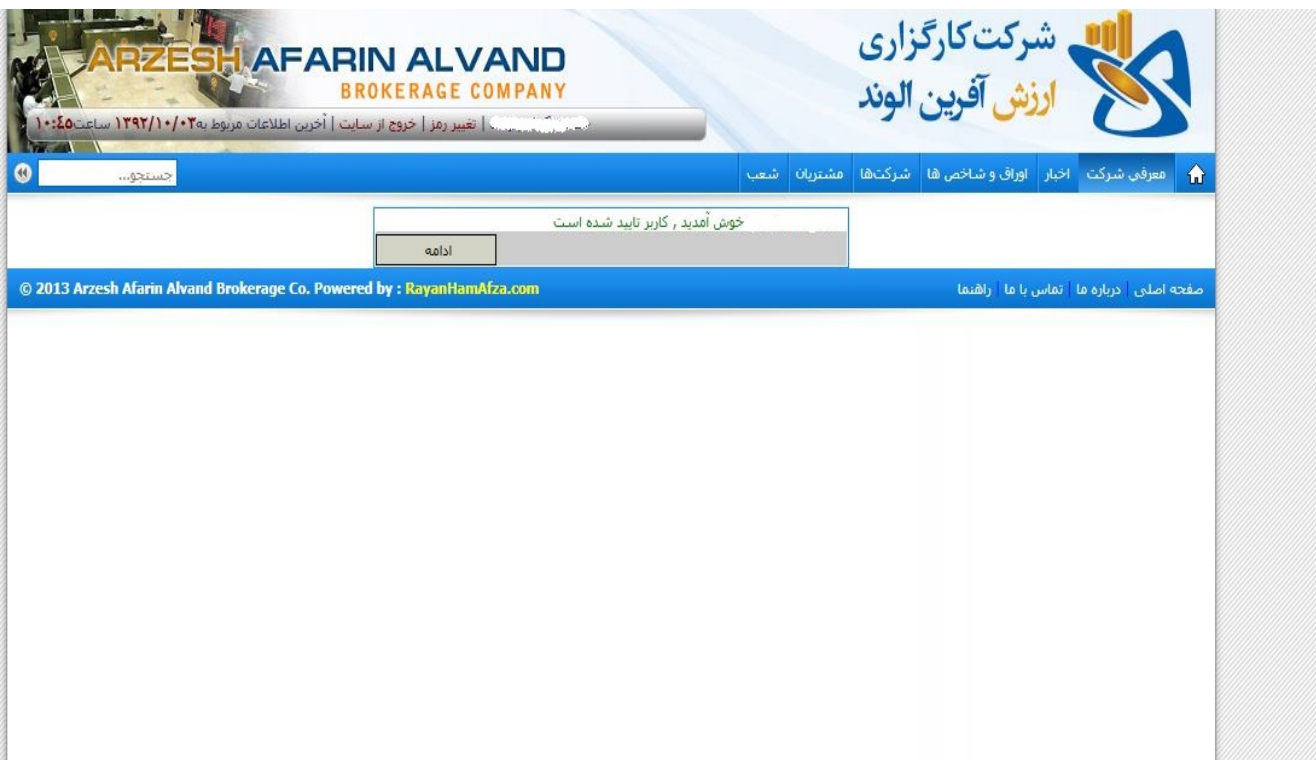 ARZESH AFARIN ALVAND
BROKERAGE COMPANY
شرکت کارگزاری
ارزش آفرین الوند
| تغییر رمز | خروج از سایت | آخرین اطلاعات مربوط به۱۳۹۲/۱۰/۰۳ ساعت۱۰:٤٥
معرفي شرکت
اخبار
اوراق و شاخص ها
شرکت‌ها
مشتریان
شعب
جستجو...
خوش آمدید , کاربر تایید شده است
ادامه
صفحه اصلی | درباره ما | تماس با ما | راهنما
© 2013 Arzesh Afarin Alvand Brokerage Co. Powered by : RayanHamAfza.com